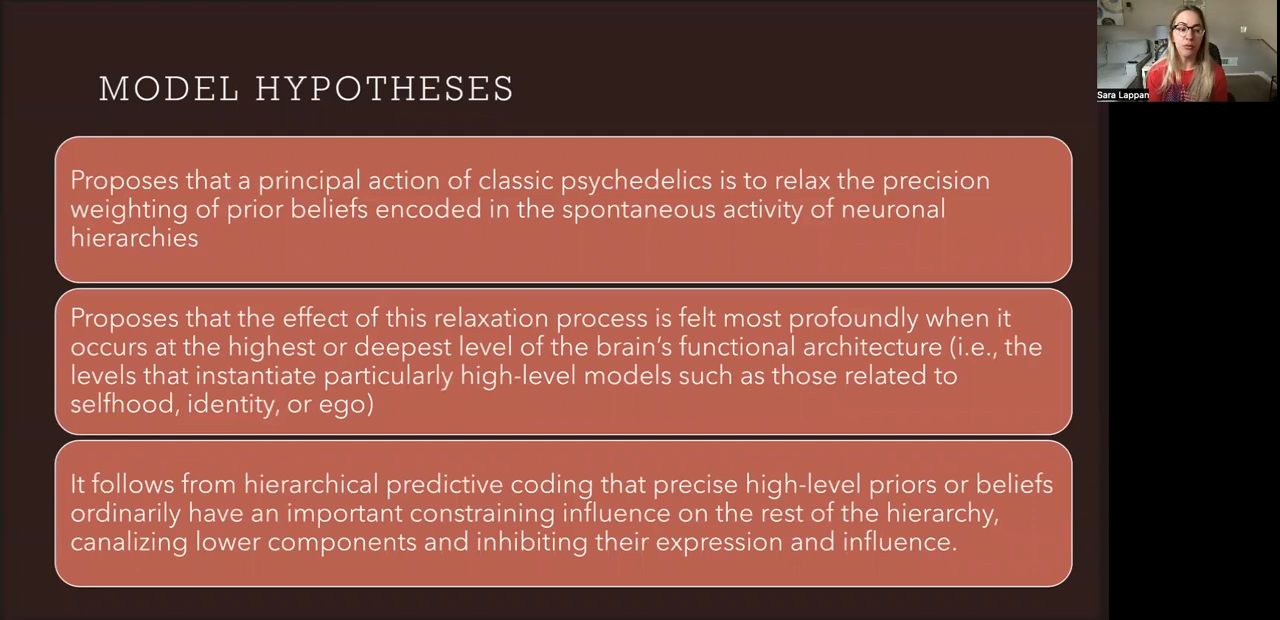 MODEL HYPOTHESES
Sara Lappan
Proposes that a principal action of classic psychedelics is to relax the precision
weighting of prior beliefs encoded in the spontaneous activity of neuronal
hierarchies
Proposes that the effect of this relaxation process is felt most profoundly when it
occurs at the highest or deepest level of the brain’s functional architecture (i.e., the
levels that instantiate particularly high-level models such as those related to
selfhood, identity, or ego)
It follows from hierarchical predictive coding that precise high-level priors or beliefs
ordinarily have an important constraining influence on the rest of the hierarchy,
canalizing lower components and inhibiting their expression and influence.